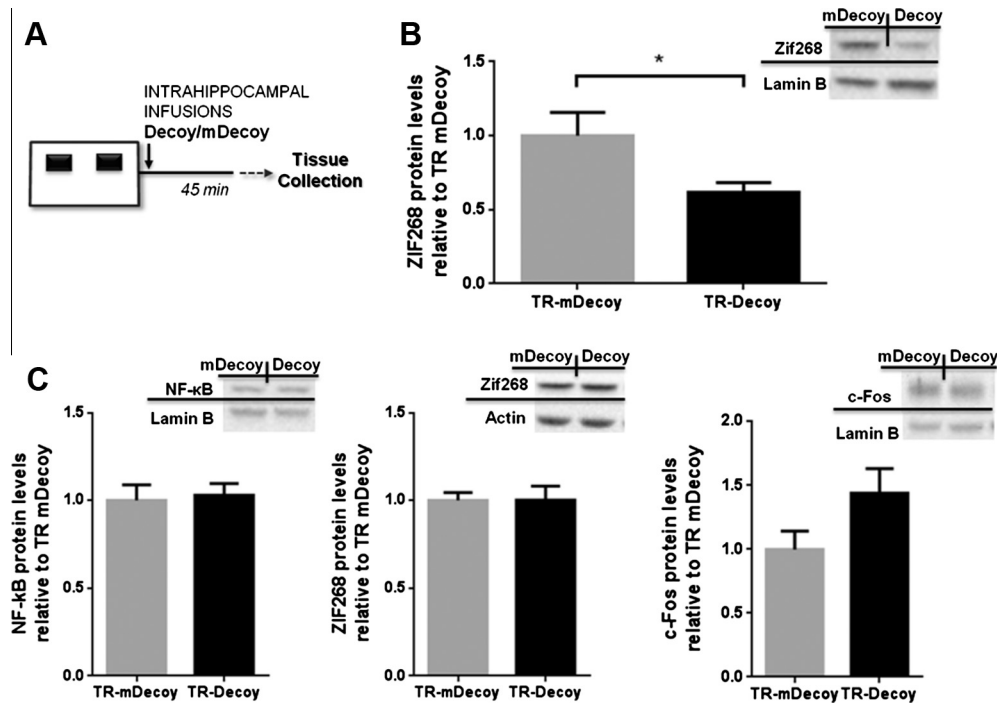 A
INTRAHIPPOCAMPAL
INFUSIONS
Decoy/mDecoy
45 min
Tissue
Collection
B
mDecoy Decoy
Zif268
Lamin B
*
ZIF268 protein levels
relative to TR mDecoy
1.5
1.0
0.5
0.0
TR-mDecoy TR-Decoy
C
mDecoy Decoy
NF-κB
Lamin B
NF-kB protein levels
relative to TR mDecoy
1.5
1.0
0.5
0.0
TR-mDecoy TR-Decoy
mDecoy Decoy
Zif268
Actin
ZIF268 protein levels
relative to TR mDecoy
1.5
1.0
0.5
0.0
TR-mDecoy TR-Decoy
mDecoy Decoy
c-Fos
Lamin B
c-Fos protein levels
relative to TR mDecoy
2.0
1.5
1.0
0.5
0.0
TR-mDecoy TR-Decoy